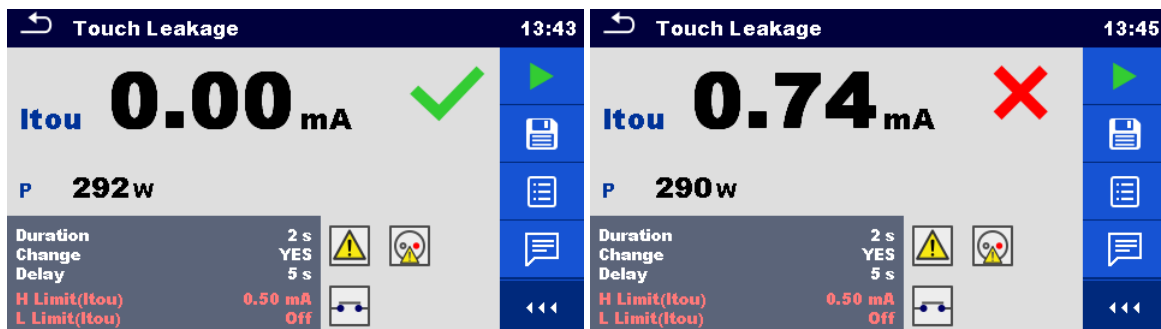 Touch Leakage 13:43
Itou 0.00 mA
P 292 W
Duration 2 s
Change YES
Delay 5 s
H Limit(Itou) 0.50 mA
L Limit(Itou) Off
Touch Leakage 13:45
Itou 0.74 mA
P 290 W
Duration 2 s
Change YES
Delay 5 s
H Limit(Itou) 0.50 mA
L Limit(Itou) Off